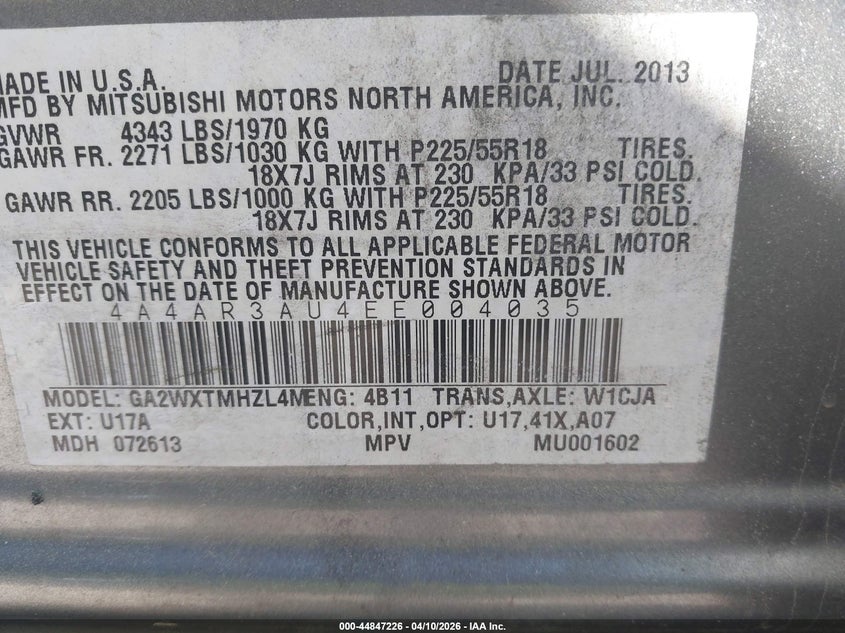 MADE IN U.S.A. DATE JUL. 2013
MFD BY MITSUBISHI MOTORS NORTH AMERICA, INC.
GVWR 4343 LBS/1970 KG
GAWR FR. 2271 LBS/1030 KG WITH P225/55R18 TIRES.
18X7J RIMS AT 230 KPA/33 PSI COLD.
GAWR RR. 2205 LBS/1000 KG WITH P225/55R18 TIRES.
18X7J RIMS AT 230 KPA/33 PSI COLD.
THIS VEHICLE CONFORMS TO ALL APPLICABLE FEDERAL MOTOR
VEHICLE SAFETY AND THEFT PREVENTION STANDARDS IN
EFFECT ON THE DATE OF MANUFACTURE SHOWN ABOVE.
4A4AR3AU4EE004035
MODEL: GA2WXTMHZL4M ENG: 4B11 TRANS,AXLE: W1CJA
EXT: U17A COLOR,INT,OPT: U17,41X,A07
MDH 072613 MPV MU001602
000-44847226 - 04/10/2026 - IAA Inc.